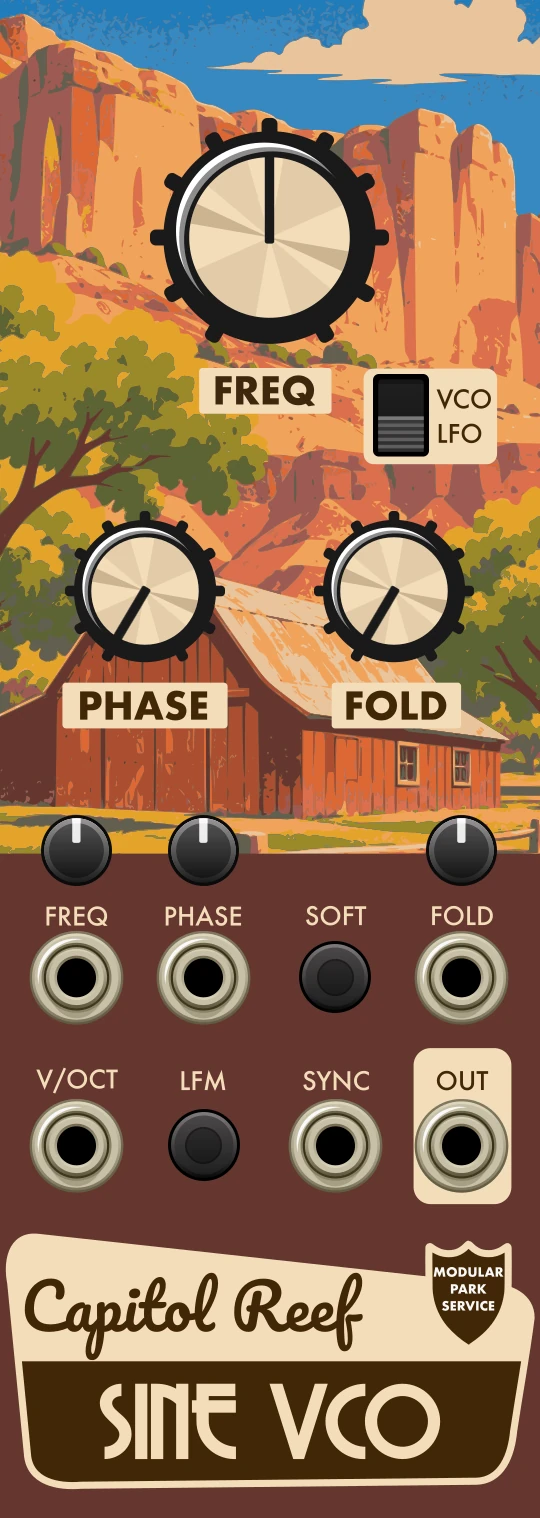 FREQ
VCO
LFO
PHASE
FOLD
FREQ
PHASE
SOFT
FOLD
V/OCT
LFM
SYNC
OUT
MODULAR
PARK
SERVICE
Capitol Reef
SINE VCO